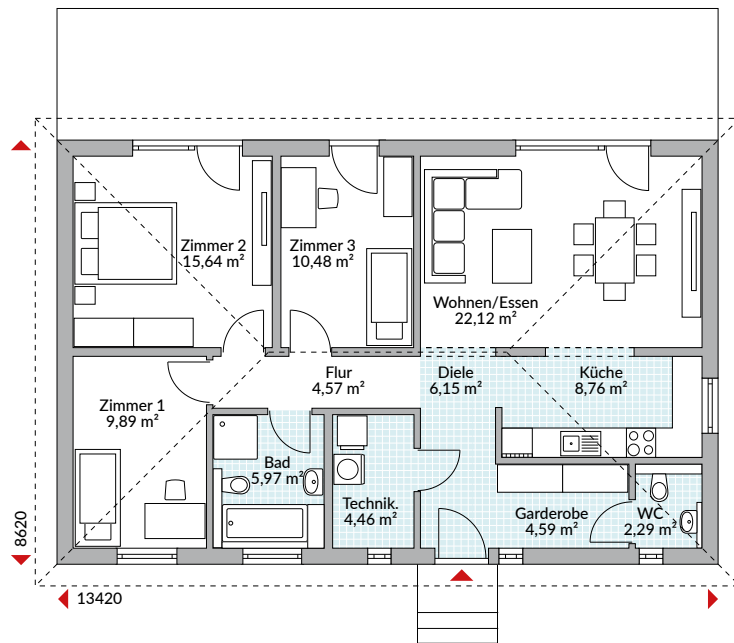 Zimmer 2
15,64 m²
Zimmer 3
10,48 m²
Wohnen/Essen
22,12 m²
Flur
4,57 m²
Diele
6,15 m²
Küche
8,76 m²
Zimmer 1
9,89 m²
Bad
5,97 m²
Technik.
4,46 m²
Garderobe
4,59 m²
WC
2,29 m²
8620
13420